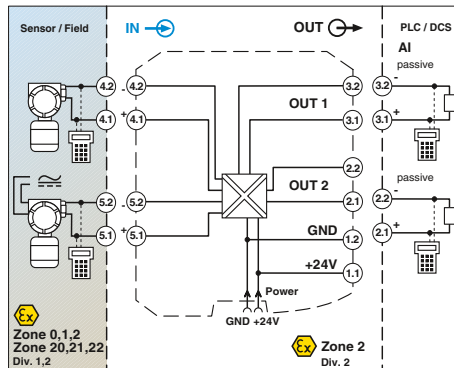 Sensor / Field
IN
OUT
PLC / DCS
AI
passive
4.2 - 4.2
3.2
3.2 -
OUT 1
4.1 + 4.1
3.1
3.1 +
2.2
passive
2.2 -
5.2 - 5.2
OUT 2
2.1
5.1 + 5.1
GND
1.2
2.1 +
+24V
1.1
Power
GND +24V
Ex
Zone 0,1,2
Zone 20,21,22
Div. 1,2
Ex
Zone 2
Div. 2